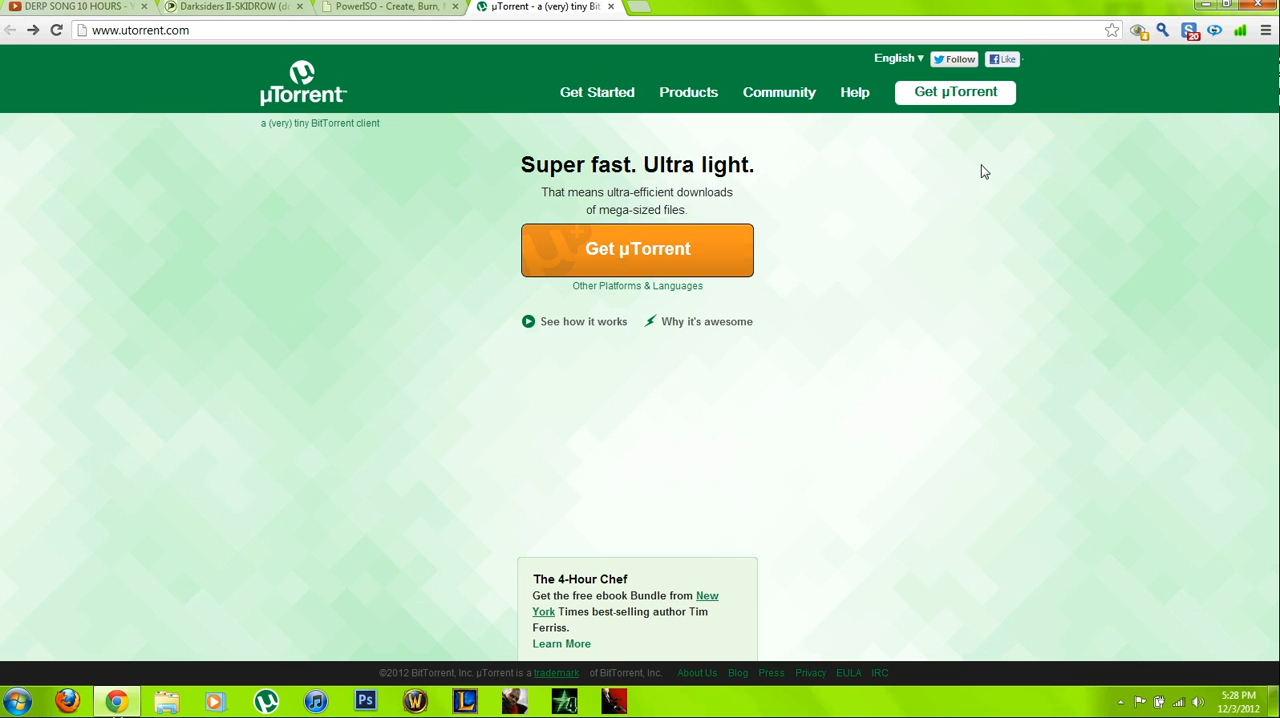 DERP SONG 10 HOURS - Y
Darksiders II-SKIDROW (do
PowerISO - Create, Burn, 
µTorrent - a (very) tiny Bit
www.utorrent.com
20
English ▾
Follow
Like
µTorrent™
Get Started
Products
Community
Help
Get µTorrent
a (very) tiny BitTorrent client
Super fast. Ultra light.
That means ultra-efficient downloads
of mega-sized files.
Get µTorrent
Other Platforms & Languages
See how it works
Why it's awesome
The 4-Hour Chef
Get the free ebook Bundle from New
York Times best-selling author Tim
Ferriss.
Learn More
©2012 BitTorrent, Inc. µTorrent is a trademark of BitTorrent, Inc. About Us Blog Press Privacy EULA IRC
Ps
W
L
4
5:28 PM
12/3/2012